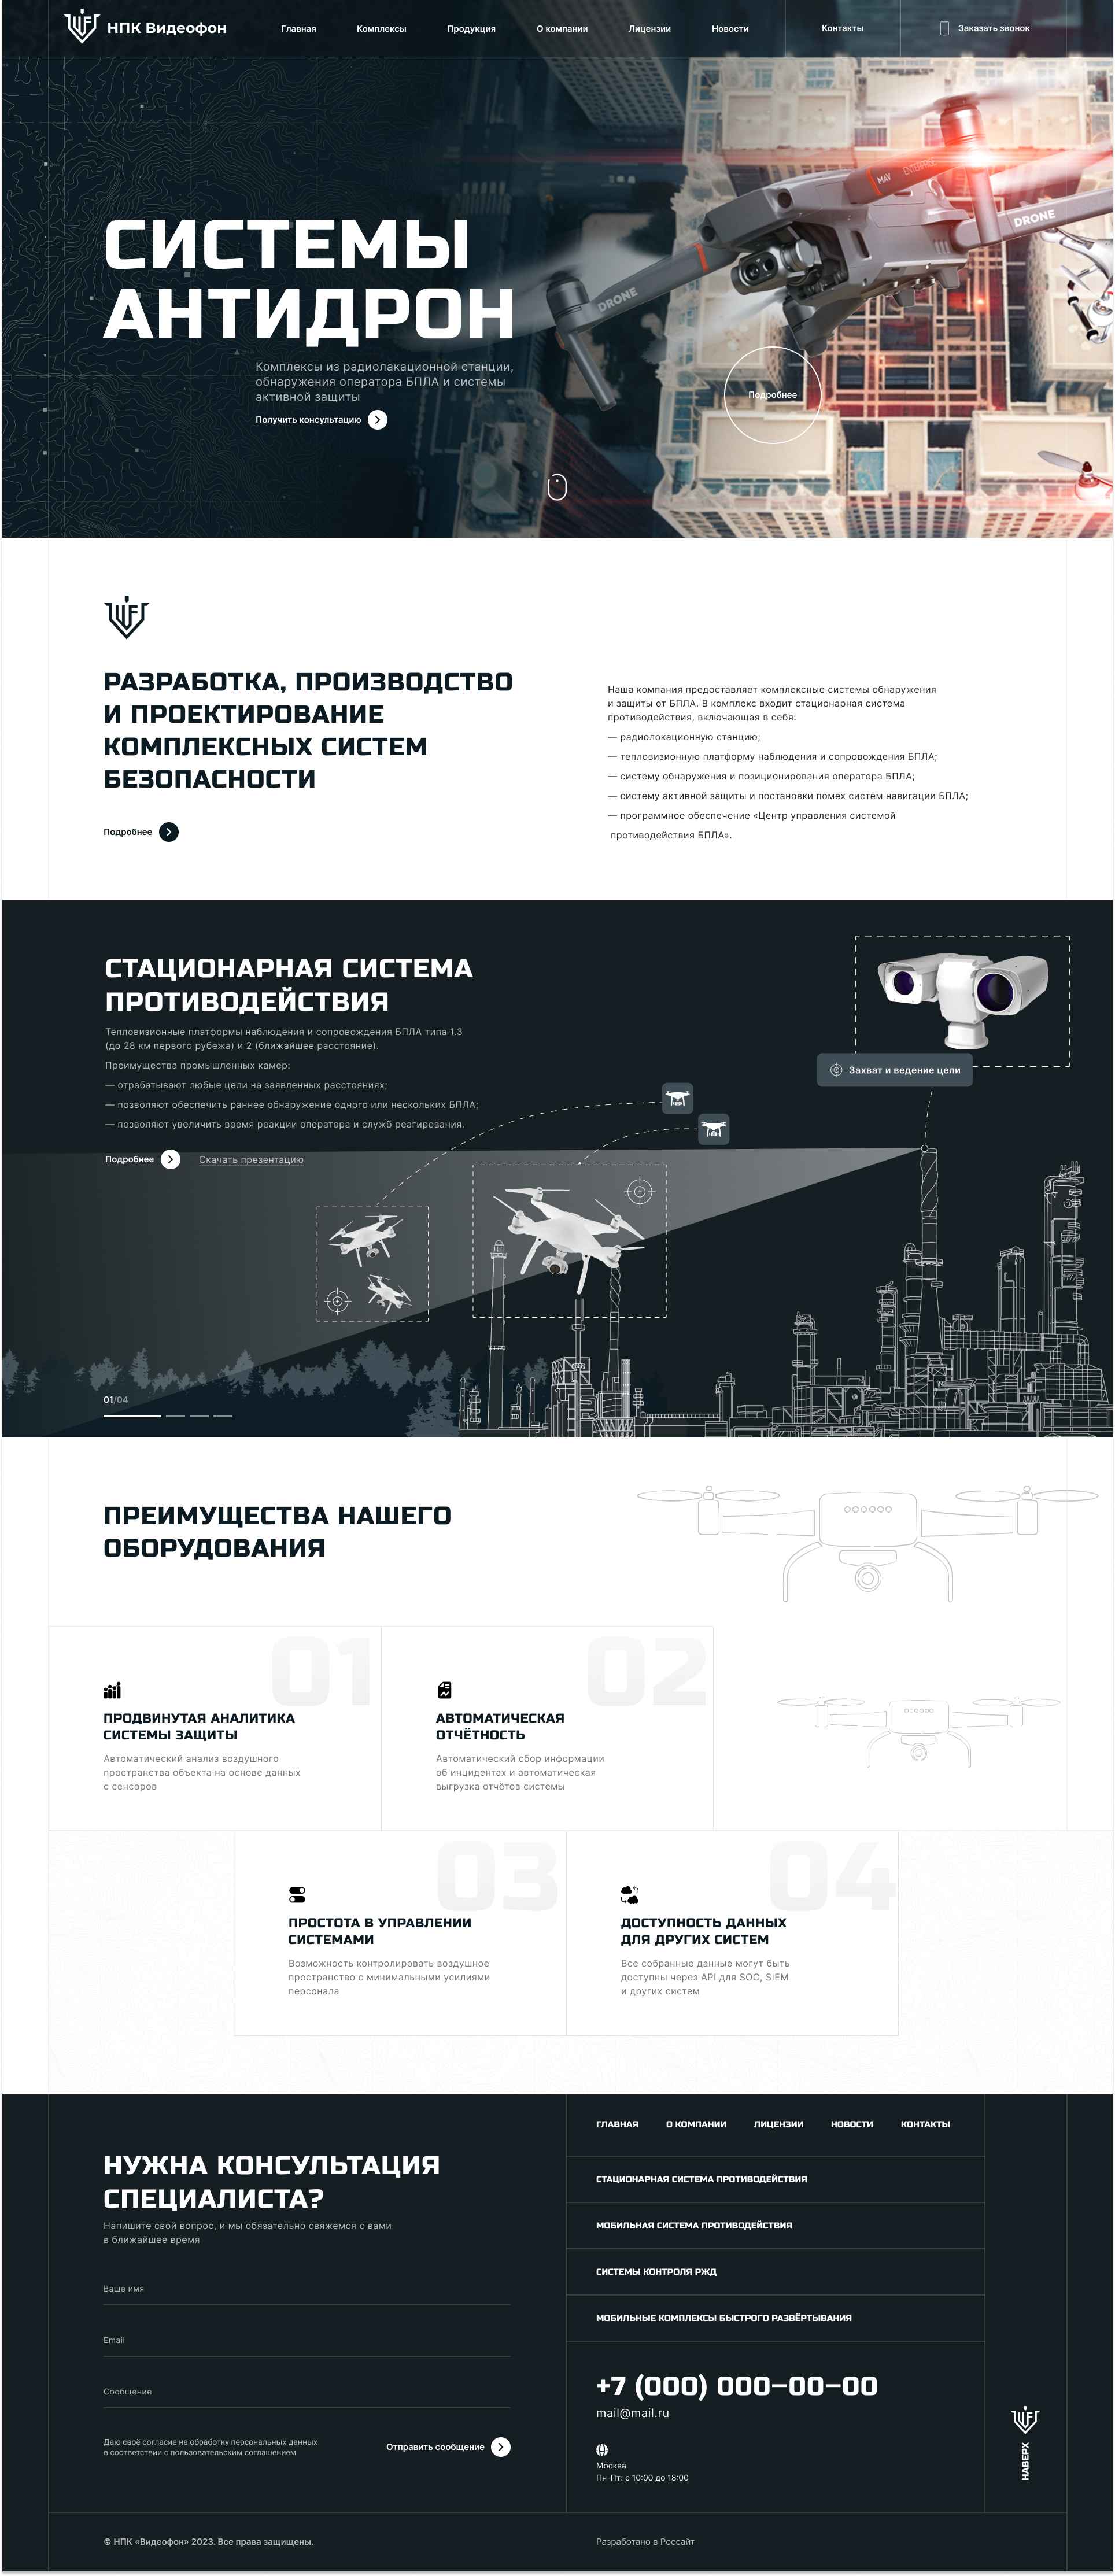 НПК Видеофон
Главная
Комплексы
Продукция
О компании
Лицензии
Новости
Контакты
Заказать звонок
СИСТЕМЫ
АНТИДРОН
Комплексы из радиолакационной станции,
обнаружения оператора БПЛА и системы
активной защиты
Получить консультацию
MAV
DRONE
DRONE
Подробнее
РАЗРАБОТКА, ПРОИЗВОДСТВО
И ПРОЕКТИРОВАНИЕ
КОМПЛЕКСНЫХ СИСТЕМ
БЕЗОПАСНОСТИ
Подробнее
Наша компания предоставляет комплексные системы обнаружения
и защиты от БПЛА. В комплекс входит стационарная система
противодействия, включающая в себя:
— радиолокационную станцию;
— тепловизионную платформу наблюдения и сопровождения БПЛА;
— систему обнаружения и позиционирования оператора БПЛА;
— систему активной защиты и постановки помех систем навигации БПЛА;
— программное обеспечение «Центр управления системой
противодействия БПЛА».
СТАЦИОНАРНАЯ СИСТЕМА
ПРОТИВОДЕЙСТВИЯ
Тепловизионные платформы наблюдения и сопровождения БПЛА типа 1.3
(до 28 км первого рубежа) и 2 (ближайшее расстояние).
Преимущества промышленных камер:
— отрабатывают любые цели на заявленных расстояниях;
— позволяют обеспечить раннее обнаружение одного или нескольких БПЛА;
— позволяют увеличить время реакции оператора и служб реагирования.
Подробнее
Скачать презентацию
Захват и ведение цели
01/04
ПРЕИМУЩЕСТВА НАШЕГО
ОБОРУДОВАНИЯ
01
ПРОДВИНУТАЯ АНАЛИТИКА
СИСТЕМЫ ЗАЩИТЫ
Автоматический анализ воздушного
пространства объекта на основе данных
с сенсоров
02
АВТОМАТИЧЕСКАЯ
ОТЧЁТНОСТЬ
Автоматический сбор информации
об инцидентах и автоматическая
выгрузка отчётов системы
03
ПРОСТОТА В УПРАВЛЕНИИ
СИСТЕМАМИ
Возможность контролировать воздушное
пространство с минимальными усилиями
персонала
04
ДОСТУПНОСТЬ ДАННЫХ
ДЛЯ ДРУГИХ СИСТЕМ
Все собранные данные могут быть
доступны через API для SOC, SIEM
и других систем
НУЖНА КОНСУЛЬТАЦИЯ
СПЕЦИАЛИСТА?
Напишите свой вопрос, и мы обязательно свяжемся с вами
в ближайшее время
Ваше имя
Email
Сообщение
Даю своё согласие на обработку персональных данных
в соответствии с пользовательским соглашением
Отправить сообщение
ГЛАВНАЯ
О КОМПАНИИ
ЛИЦЕНЗИИ
НОВОСТИ
КОНТАКТЫ
СТАЦИОНАРНАЯ СИСТЕМА ПРОТИВОДЕЙСТВИЯ
МОБИЛЬНАЯ СИСТЕМА ПРОТИВОДЕЙСТВИЯ
СИСТЕМЫ КОНТРОЛЯ РЖД
МОБИЛЬНЫЕ КОМПЛЕКСЫ БЫСТРОГО РАЗВЁРТЫВАНИЯ
+7 (000) 000–00–00
mail@mail.ru
Москва
Пн-Пт: с 10:00 до 18:00
НАВЕРХ
© НПК «Видеофон» 2023. Все права защищены.
Разработано в Россайт